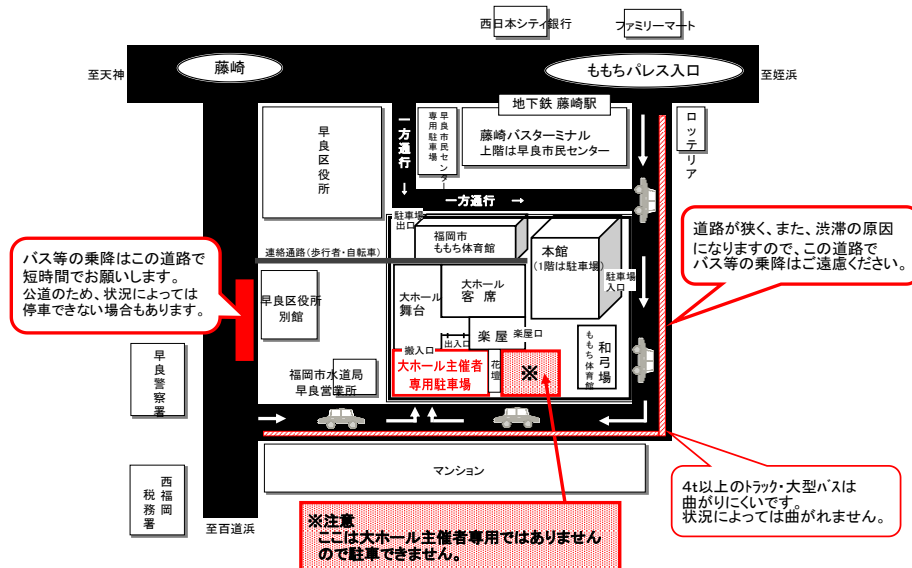 西日本シティ銀行
ファミリーマート
至天神
藤崎
ももちパレス入口
至姪浜
地下鉄 藤崎駅
早良区役所
一方通行
↓
早良市民センター
専用駐車場
藤崎バスターミナル
上階は早良市民センター
ロッテリア
一方通行 →
駐車場
出口
福岡市
ももち体育館
本館
(1階は駐車場)
駐車場
入口
連絡通路(歩行者・自転車)
道路が狭く、また、渋滞の原因
になりますので、この道路で
バス等の乗降はご遠慮ください。
バス等の乗降はこの道路で
短時間でお願いします。
公道のため、状況によっては
停車できない場合もあります。
早良区役所
別館
大ホール
舞台
大ホール
客席
楽屋
楽屋口
出入口
搬入口
大ホール主催者
専用駐車場
花壇
※
和弓場
ももち体育館
福岡市水道局
早良営業所
早良警察署
西福岡
税務署
マンション
4t以上のトラック・大型バスは
曲がりにくいです。
状況によっては曲がれません。
至百道浜
※注意
ここは大ホール主催者専用ではありません
ので駐車できません。